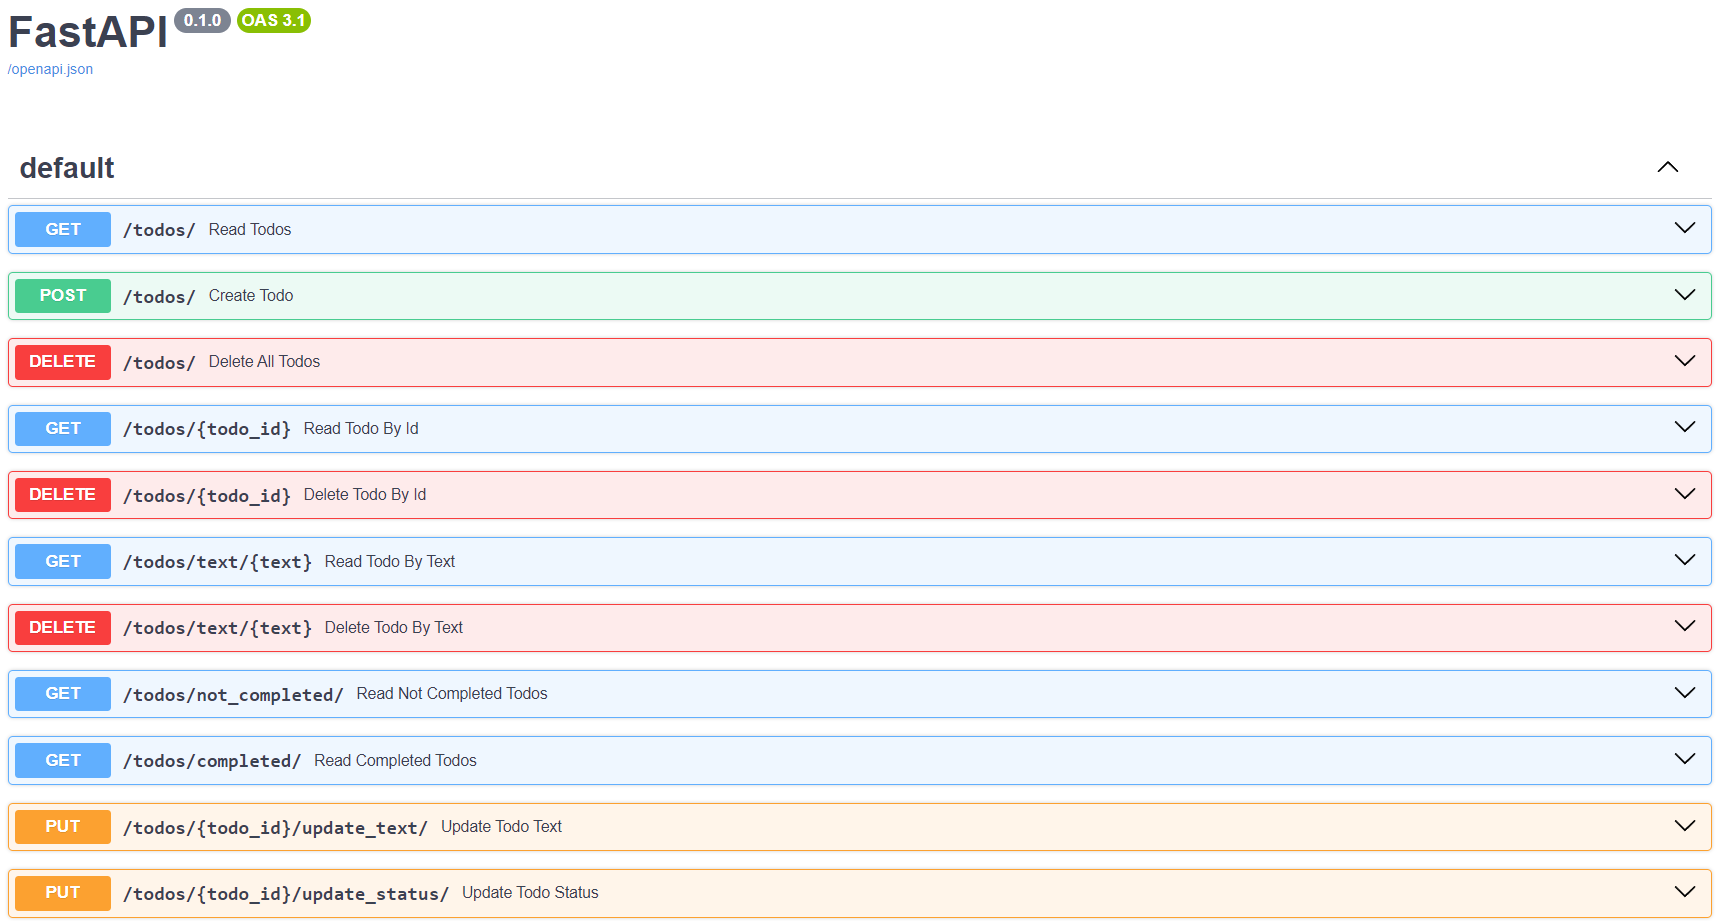 FastAPI 0.1.0 OAS 3.1
/openapi.json
default
GET /todos/ Read Todos
POST /todos/ Create Todo
DELETE /todos/ Delete All Todos
GET /todos/{todo_id} Read Todo By Id
DELETE /todos/{todo_id} Delete Todo By Id
GET /todos/text/{text} Read Todo By Text
DELETE /todos/text/{text} Delete Todo By Text
GET /todos/not_completed/ Read Not Completed Todos
GET /todos/completed/ Read Completed Todos
PUT /todos/{todo_id}/update_text/ Update Todo Text
PUT /todos/{todo_id}/update_status/ Update Todo Status